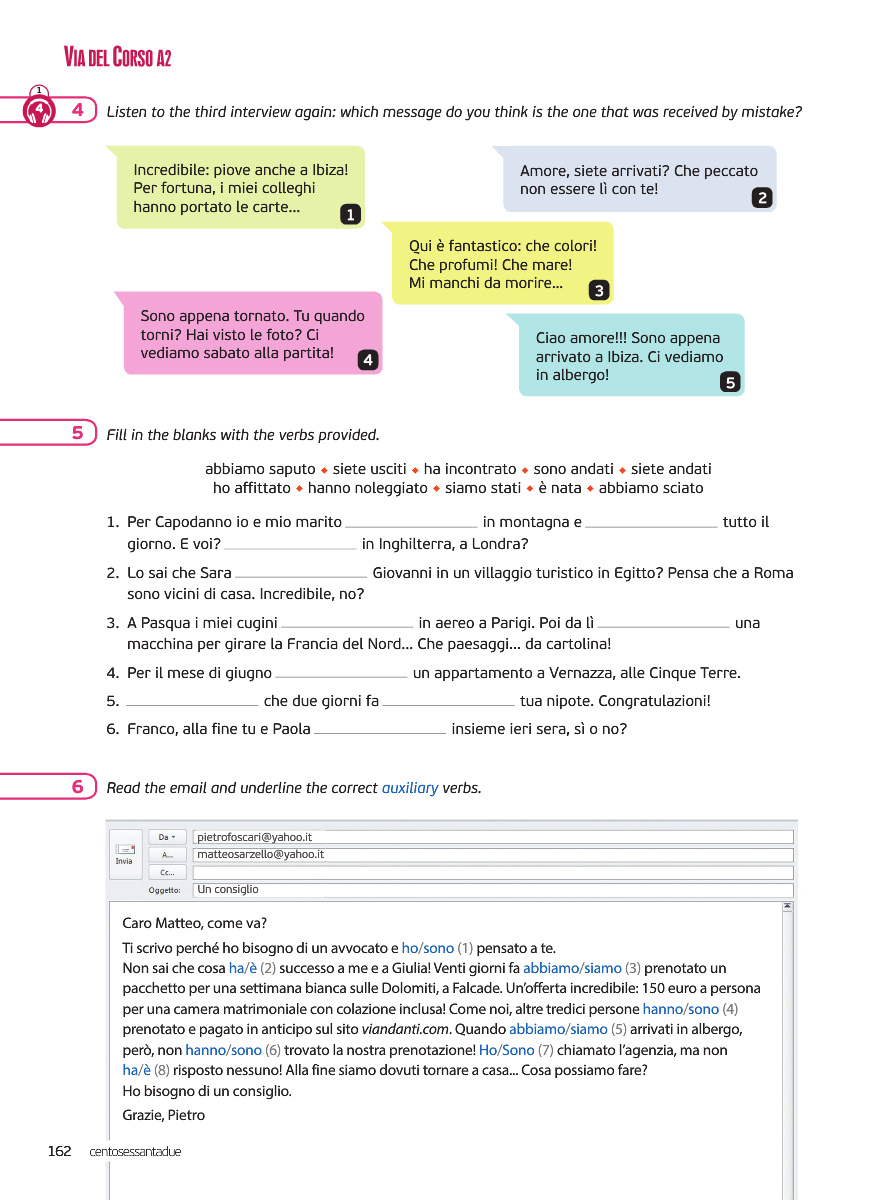 VIA DEL CORSO A2
1
4
4 Listen to the third interview again: which message do you think is the one that was received by mistake?
Incredibile: piove anche a Ibiza!
Per fortuna, i miei colleghi
hanno portato le carte...
1
Amore, siete arrivati? Che peccato
non essere lì con te!
2
Qui è fantastico: che colori!
Che profumi! Che mare!
Mi manchi da morire...
3
Sono appena tornato. Tu quando
torni? Hai visto le foto? Ci
vediamo sabato alla partita!
4
Ciao amore!!! Sono appena
arrivato a Ibiza. Ci vediamo
in albergo!
5
5 Fill in the blanks with the verbs provided.
abbiamo saputo ◆ siete usciti ◆ ha incontrato ◆ sono andati ◆ siete andati
ho affittato ◆ hanno noleggiato ◆ siamo stati ◆ è nata ◆ abbiamo sciato
1. Per Capodanno io e mio marito ______________ in montagna e ______________ tutto il
giorno. E voi? ______________ in Inghilterra, a Londra?
2. Lo sai che Sara ______________ Giovanni in un villaggio turistico in Egitto? Pensa che a Roma
sono vicini di casa. Incredibile, no?
3. A Pasqua i miei cugini ______________ in aereo a Parigi. Poi da lì ______________ una
macchina per girare la Francia del Nord... Che paesaggi... da cartolina!
4. Per il mese di giugno ______________ un appartamento a Vernazza, alle Cinque Terre.
5. ______________ che due giorni fa ______________ tua nipote. Congratulazioni!
6. Franco, alla fine tu e Paola ______________ insieme ieri sera, sì o no?
6 Read the email and underline the correct auxiliary verbs.
Invia
Da pietrofoscari@yahoo.it
A... matteosarzello@yahoo.it
Cc...
Oggetto: Un consiglio
Caro Matteo, come va?
Ti scrivo perché ho bisogno di un avvocato e ho/sono (1) pensato a te.
Non sai che cosa ha/è (2) successo a me e a Giulia! Venti giorni fa abbiamo/siamo (3) prenotato un
pacchetto per una settimana bianca sulle Dolomiti, a Falcade. Un'offerta incredibile: 150 euro a persona
per una camera matrimoniale con colazione inclusa! Come noi, altre tredici persone hanno/sono (4)
prenotato e pagato in anticipo sul sito viandanti.com. Quando abbiamo/siamo (5) arrivati in albergo,
però, non hanno/sono (6) trovato la nostra prenotazione! Ho/Sono (7) chiamato l'agenzia, ma non
ha/è (8) risposto nessuno! Alla fine siamo dovuti tornare a casa... Cosa possiamo fare?
Ho bisogno di un consiglio.
Grazie, Pietro
162 centosessantadue